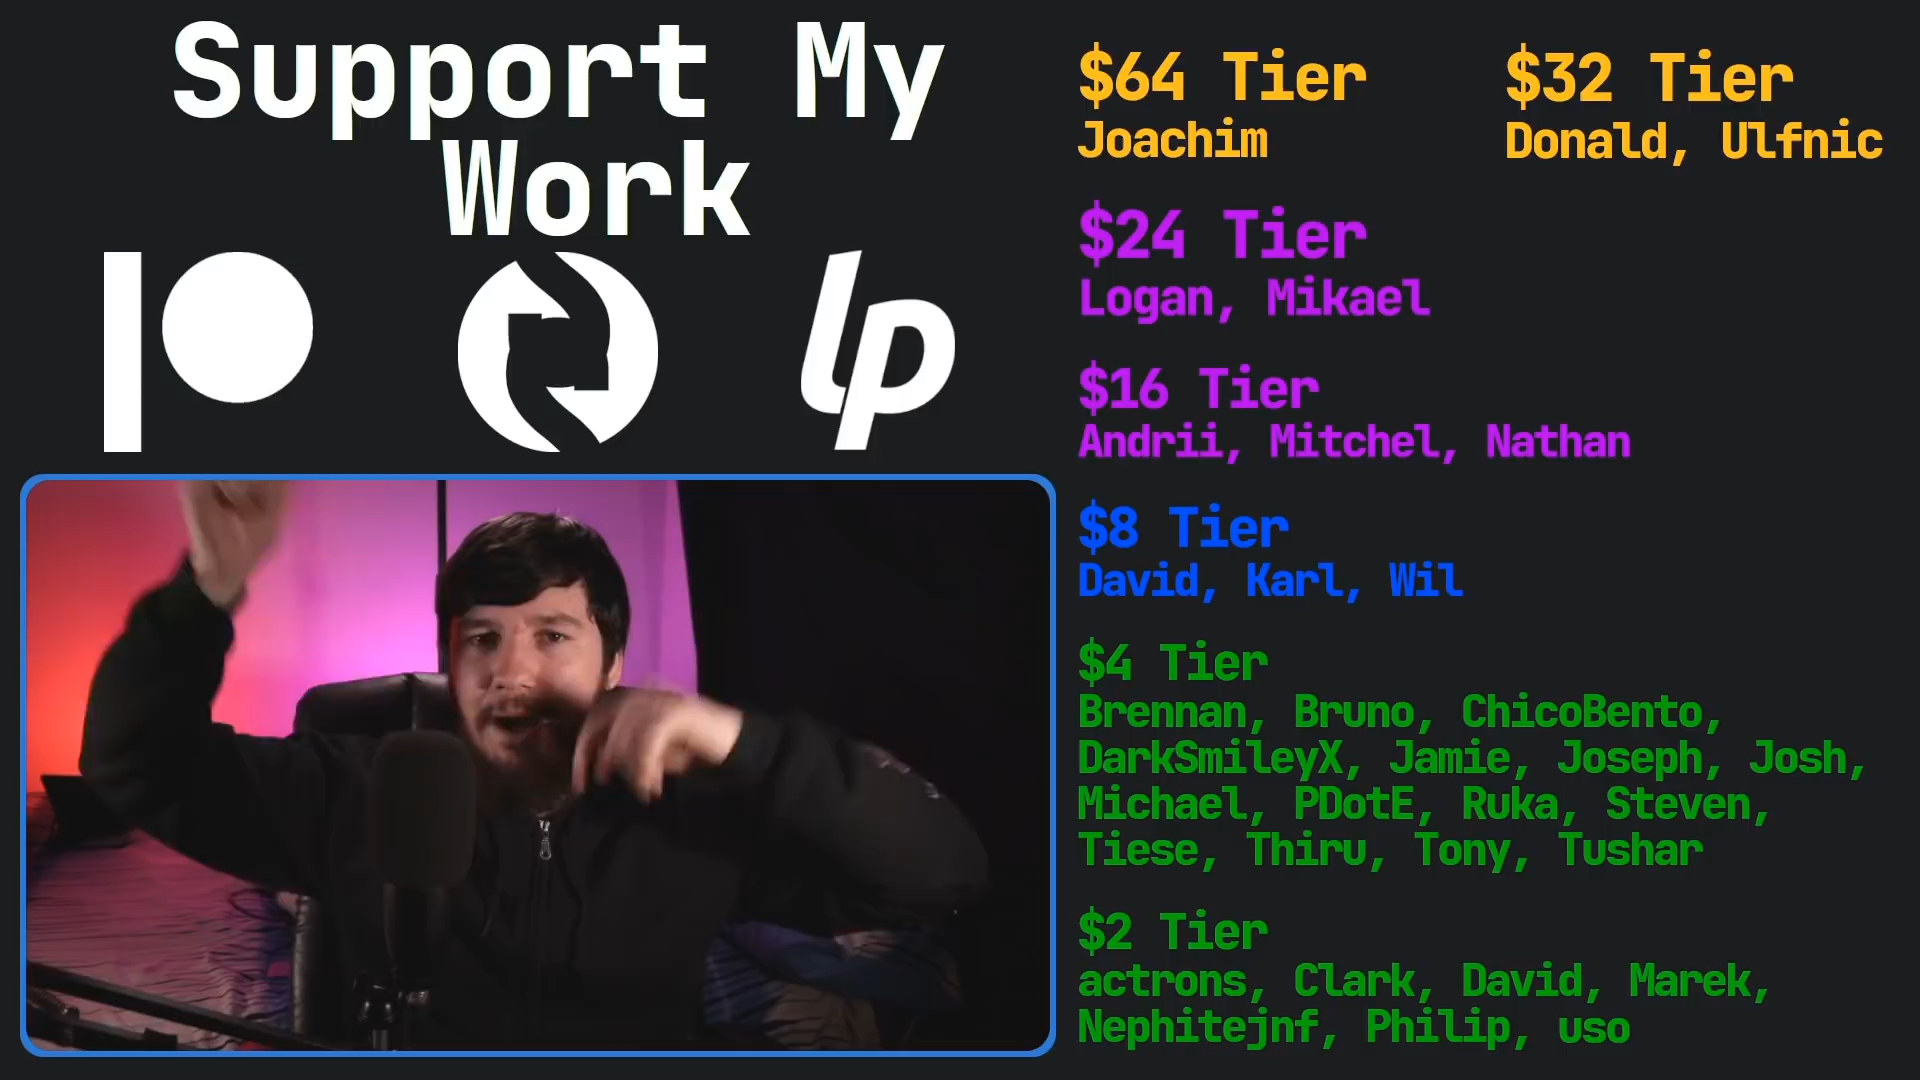 Support My
Work
lp
$64 Tier
Joachim
$32 Tier
Donald, Ulfnic
$24 Tier
Logan, Mikael
$16 Tier
Andrii, Mitchel, Nathan
$8 Tier
David, Karl, Wil
$4 Tier
Brennan, Bruno, ChicoBento,
DarkSmileyX, Jamie, Joseph, Josh,
Michael, PDotE, Ruka, Steven,
Tiese, Thiru, Tony, Tushar
$2 Tier
actrons, Clark, David, Marek,
Nephitejnf, Philip, uso